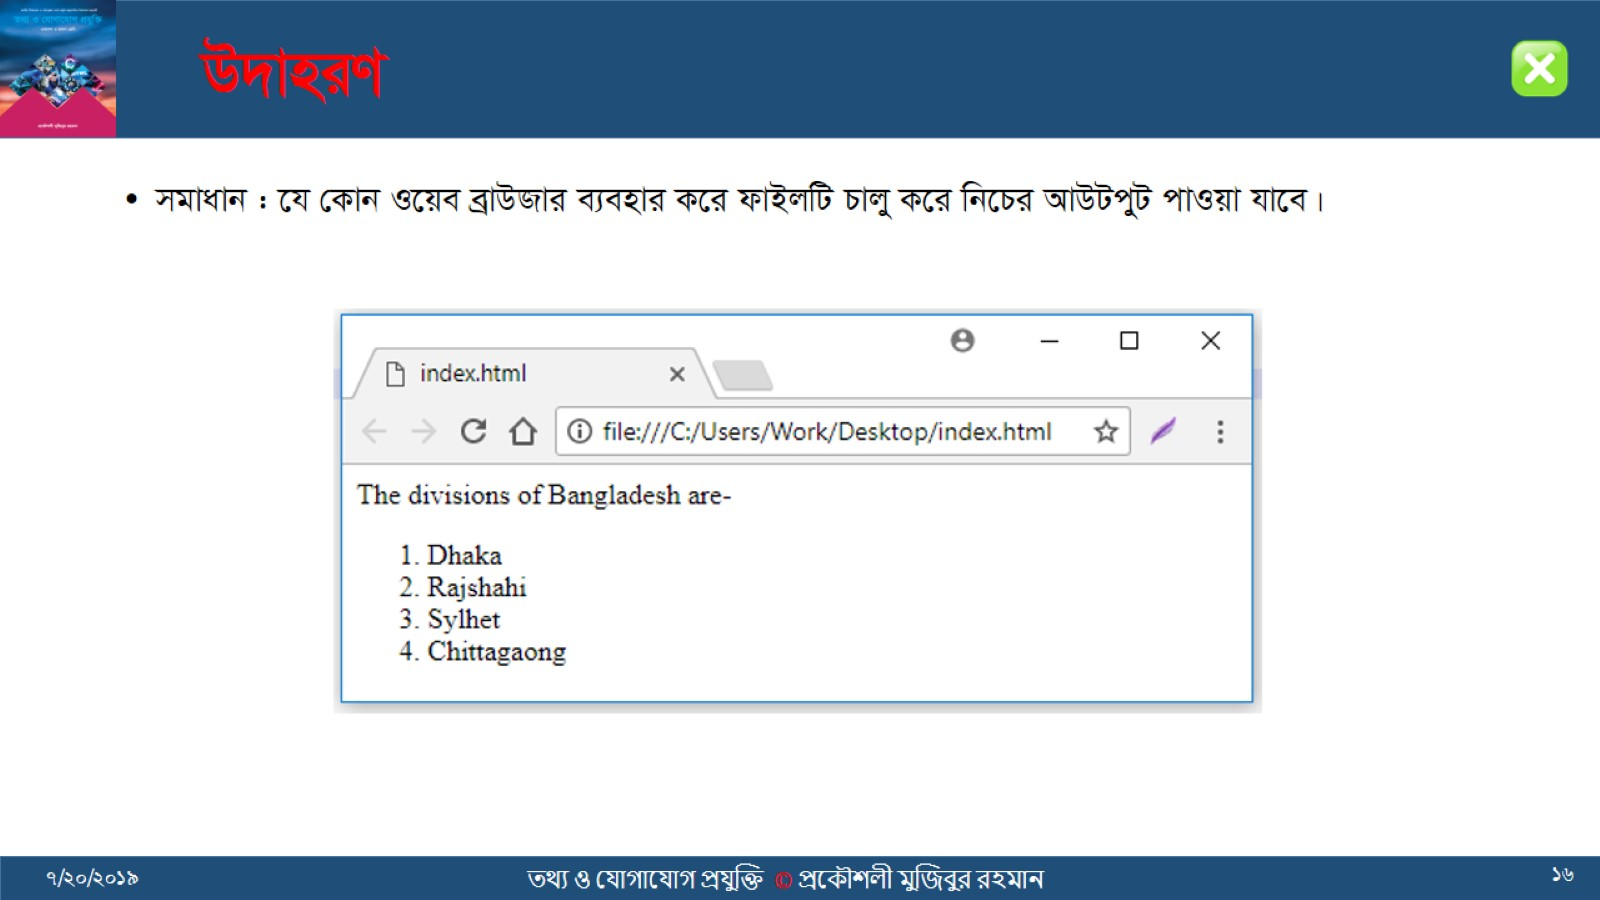 তথ্য ও যোগাযোগ প্রযুক্তি
উদাহরণ
• সমাধান : যে কোন ওয়েব ব্রাউজার ব্যবহার করে ফাইলটি চালু করে নিচের আউটপুট পাওয়া যাবে।
index.html
file:///C:/Users/Work/Desktop/index.html
The divisions of Bangladesh are-
1. Dhaka
2. Rajshahi
3. Sylhet
4. Chittagaong
৭/২০/২০১৯
তথ্য ও যোগাযোগ প্রযুক্তি © প্রকৌশলী মুজিবুর রহমান
১৬